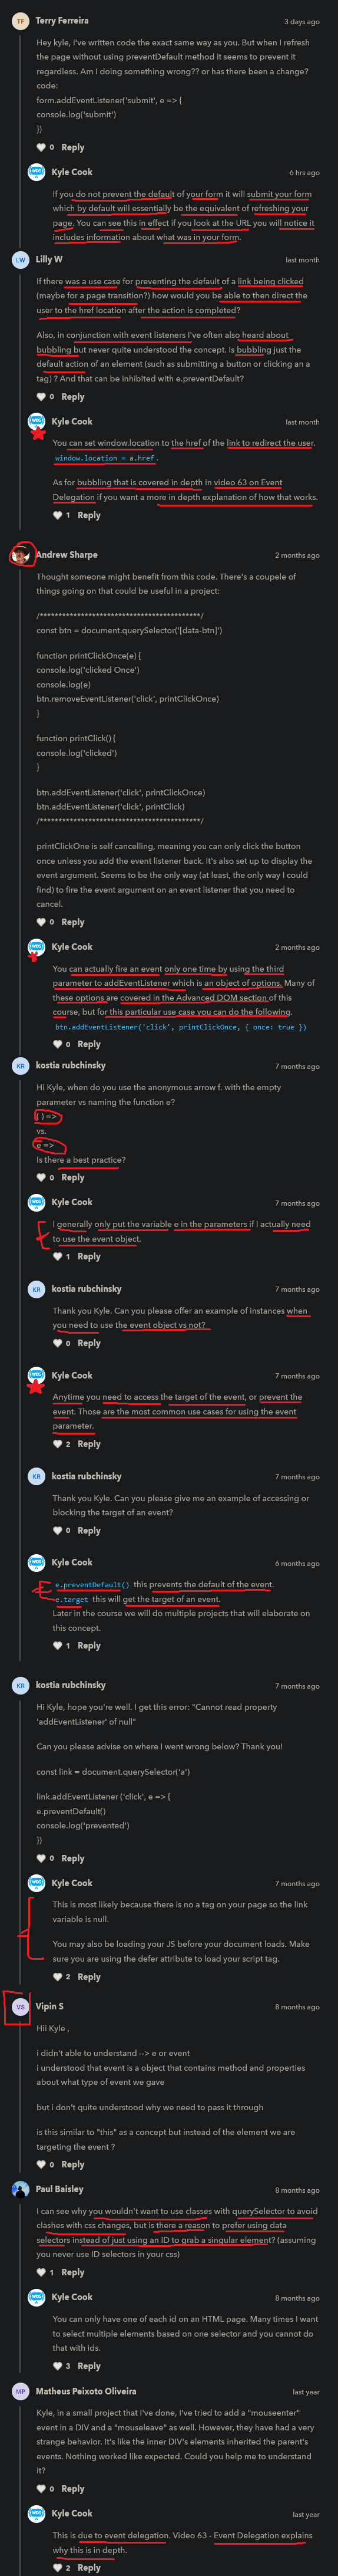 TF
Terry Ferreira
3 days ago
Hey kyle, i've written code the exact same way as you. But when I refresh
the page without using preventDefault method it seems to prevent it
regardless. Am I doing something wrong?? or has there been a change?
code:
form.addEventListener('submit', e => {
console.log('submit')
})
0 Reply
Kyle Cook
6 hrs ago
If you do not prevent the default of your form it will submit your form
which by default will essentially be the equivalent of refreshing your
page. You can see this in effect if you look at the URL you will notice it
includes information about what was in your form.
LW
Lilly W
last month
If there was a use case for preventing the default of a link being clicked
(maybe for a page transition?) how would you be able to then direct the
user to the href location after the action is completed?
Also, in conjunction with event listeners I've often also heard about
bubbling but never quite understood the concept. Is bubbling just the
default action of an element (such as submitting a button or clicking an a
tag) ? And that can be inhibited with e.preventDefault?
0 Reply
Kyle Cook
last month
You can set window.location to the href of the link to redirect the user.
window.location = a.href.
As for bubbling that is covered in depth in video 63 on Event
Delegation if you want a more in depth explanation of how that works.
1 Reply
Andrew Sharpe
2 months ago
Thought someone might benefit from this code. There's a coupele of
things going on that could be useful in a project:
/*******************************************/
const btn = document.querySelector('[data-btn]')
function printClickOnce(e) {
console.log('clicked Once')
console.log(e)
btn.removeEventListener('click', printClickOnce)
}
function printClick() {
console.log('clicked')
}
btn.addEventListener('click', printClickOnce)
btn.addEventListener('click', printClick)
/*******************************************/
printClickOne is self cancelling, meaning you can only click the button
once unless you add the event listener back. It's also set up to display the
event argument. Seems to be the only way (at least, the only way I could
find) to fire the event argument on an event listener that you need to
cancel.
0 Reply
Kyle Cook
2 months ago
You can actually fire an event only one time by using the third
parameter to addEventListener which is an object of options. Many of
these options are covered in the Advanced DOM section of this
course, but for this particular use case you can do the following.
btn.addEventListener('click', printClickOnce, { once: true })
0 Reply
KR
kostia rubchinsky
7 months ago
Hi Kyle, when do you use the anonymous arrow f. with the empty
parameter vs naming the function e?
( ) =>
vs.
e =>
Is there a best practice?
0 Reply
Kyle Cook
7 months ago
I generally only put the variable e in the parameters if I actually need
to use the event object.
1 Reply
KR
kostia rubchinsky
7 months ago
Thank you Kyle. Can you please offer an example of instances when
you need to use the event object vs not?
0 Reply
Kyle Cook
7 months ago
Anytime you need to access the target of the event, or prevent the
event. Those are the most common use cases for using the event
parameter.
2 Reply
KR
kostia rubchinsky
7 months ago
Thank you Kyle. Can you please give me an example of accessing or
blocking the target of an event?
0 Reply
Kyle Cook
6 months ago
e.preventDefault() this prevents the default of the event.
e.target this will get the target of an event.
Later in the course we will do multiple projects that will elaborate on
this concept.
1 Reply
KR
kostia rubchinsky
7 months ago
Hi Kyle, hope you're well. I get this error: "Cannot read property
'addEventListener' of null"
Can you please advise on where I went wrong below? Thank you!
const link = document.querySelector('a')
link.addEventListener ('click', e => {
e.preventDefault()
console.log('prevented')
})
0 Reply
Kyle Cook
7 months ago
This is most likely because there is no a tag on your page so the link
variable is null.
You may also be loading your JS before your document loads. Make
sure you are using the defer attribute to load your script tag.
2 Reply
VS
Vipin S
8 months ago
Hii Kyle ,
i didn't able to understand --> e or event
i understood that event is a object that contains method and properties
about what type of event we gave
but i don't quite understood why we need to pass it through
is this similar to "this" as a concept but instead of the element we are
targeting the event ?
0 Reply
Paul Baisley
8 months ago
I can see why you wouldn't want to use classes with querySelector to avoid
clashes with css changes, but is there a reason to prefer using data
selectors instead of just using an ID to grab a singular element? (assuming
you never use ID selectors in your css)
1 Reply
Kyle Cook
8 months ago
You can only have one of each id on an HTML page. Many times I want
to select multiple elements based on one selector and you cannot do
that with ids.
3 Reply
MP
Matheus Peixoto Oliveira
last year
Kyle, in a small project that I've done, I've tried to add a "mouseenter"
event in a DIV and a "mouseleave" as well. However, they have had a very
strange behavior. It's like the inner DIV's elements inherited the parent's
events. Nothing worked like expected. Could you help me to understand
it?
0 Reply
Kyle Cook
last year
This is due to event delegation. Video 63 - Event Delegation explains
why this is in depth.
2 Reply